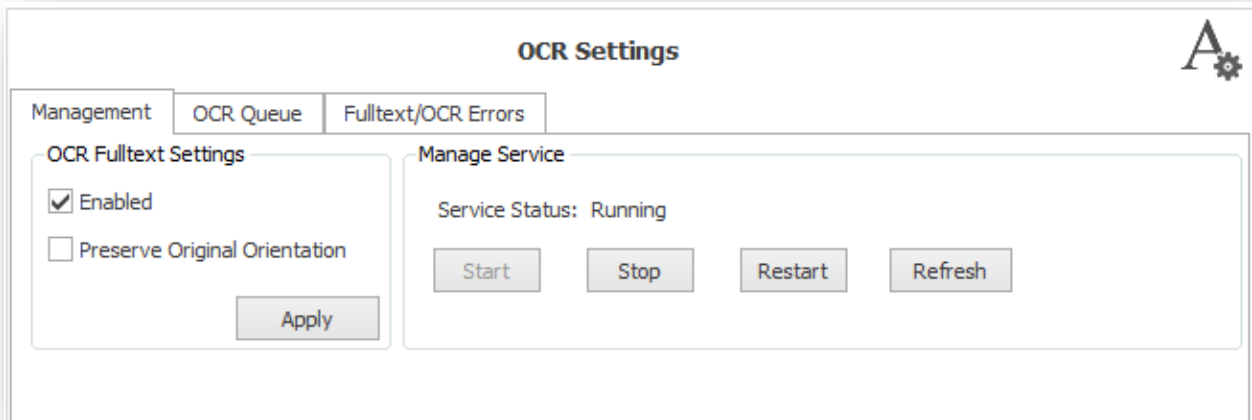 OCR Settings
Management OCR Queue Fulltext/OCR Errors
OCR Fulltext Settings
Enabled
Preserve Original Orientation
Apply
Manage Service
Service Status: Running
Start Stop Restart Refresh